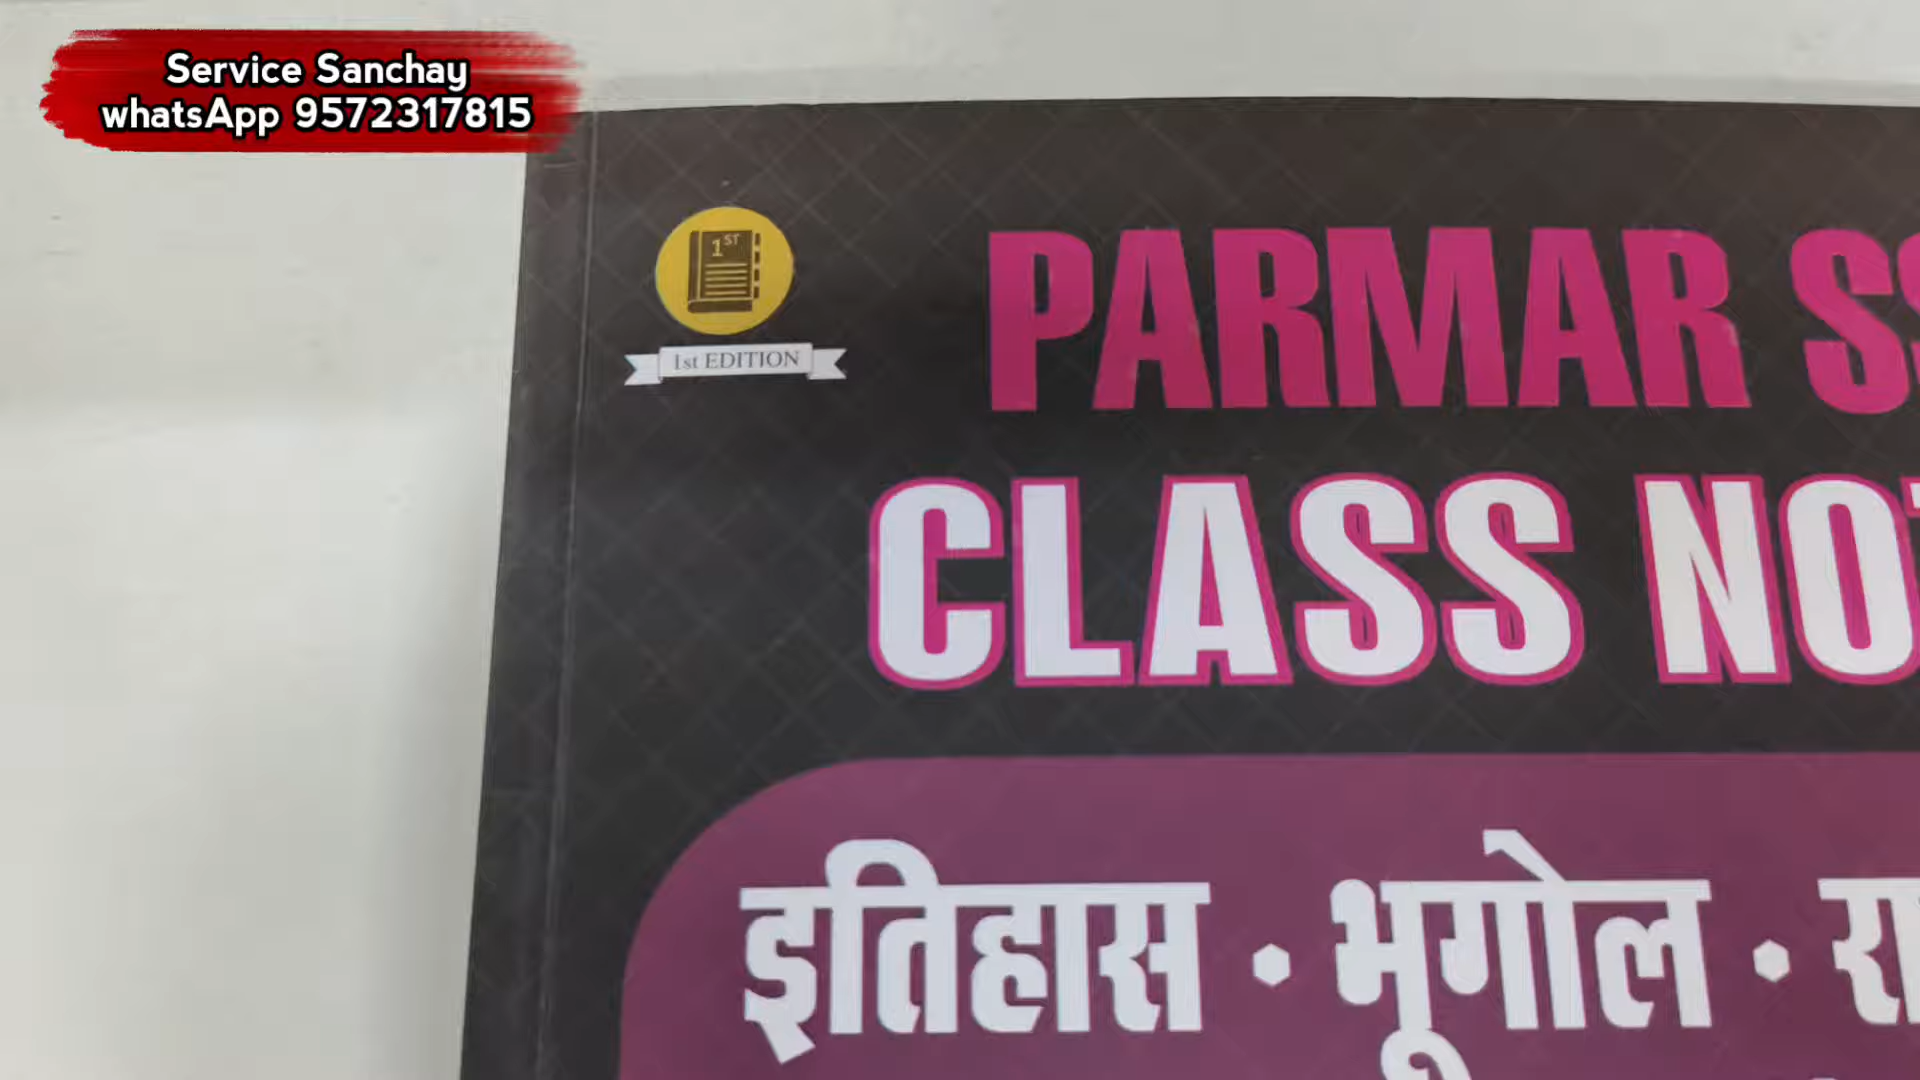 Service Sanchay
whatsApp 9572317815
1ST
1st EDITION
PARMAR
CLASS
इतिहास • भूगोल •